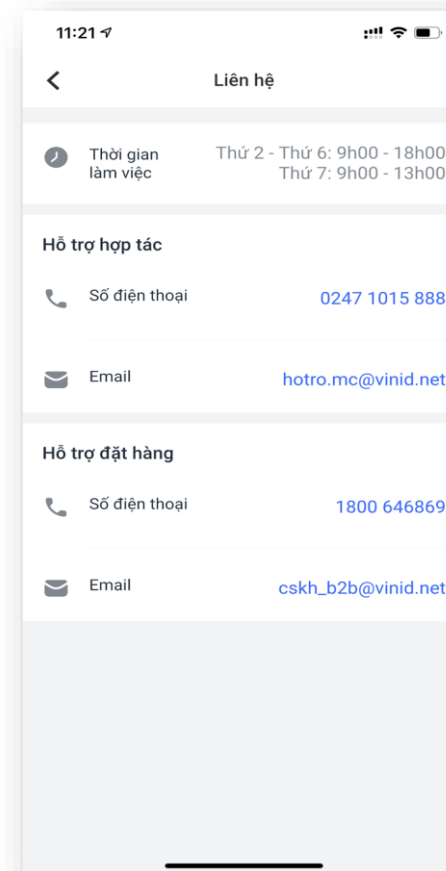 11:21
Liên hệ
Thời gian làm việc
Thứ 2 - Thứ 6: 9h00 - 18h00
Thứ 7: 9h00 - 13h00
Hỗ trợ hợp tác
Số điện thoại 0247 1015 888
Email hotro.mc@vinid.net
Hỗ trợ đặt hàng
Số điện thoại 1800 646869
Email cskh_b2b@vinid.net